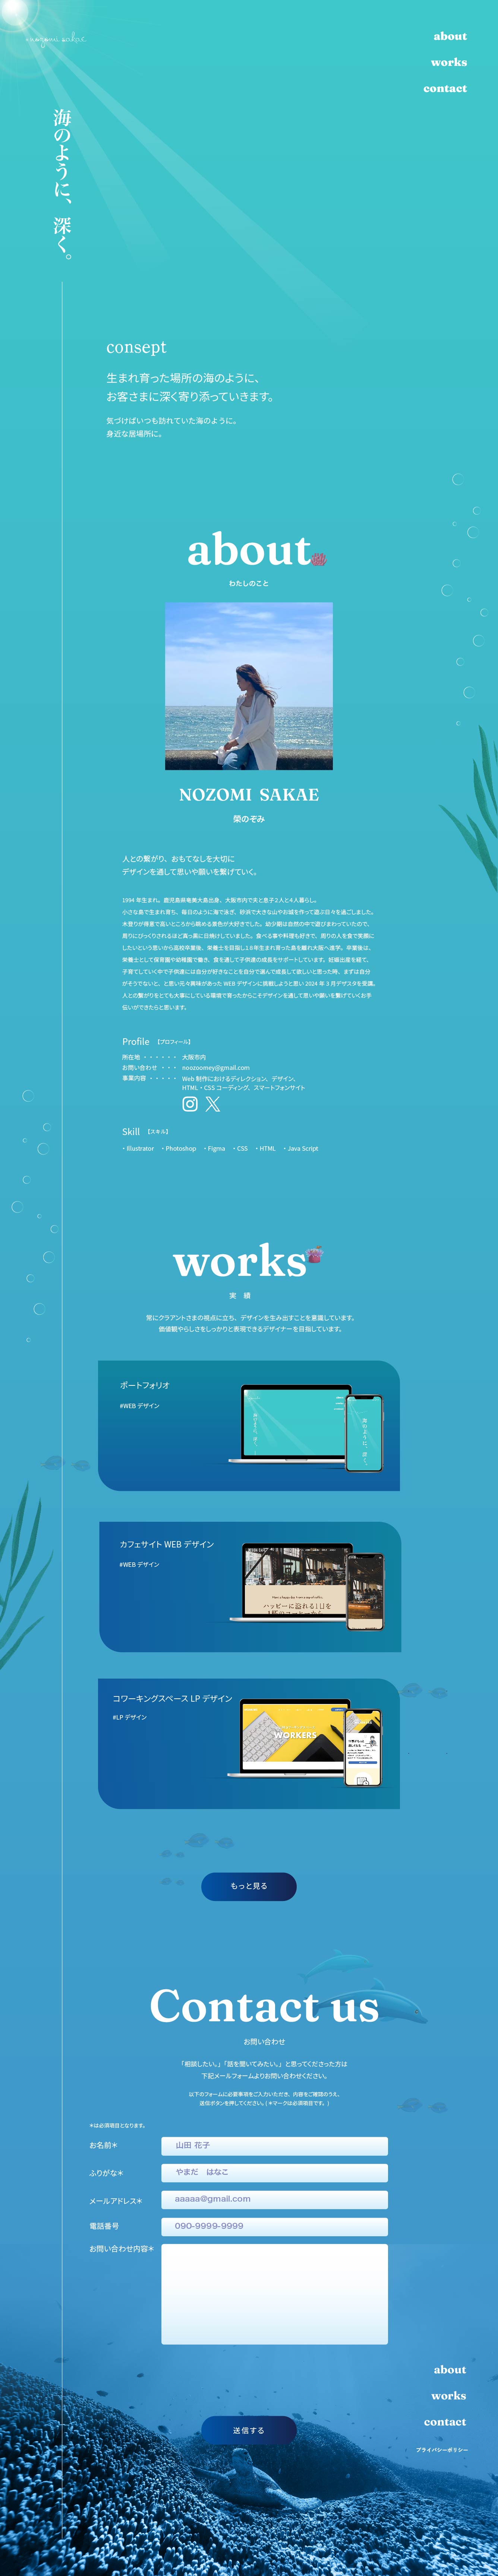 nozomi sakae
about
works
contact
海のように、深く。
consept
生まれ育った場所の海のように、
お客さまに深く寄り添っていきます。
気づけばいつも訪れていた海のように。
身近な居場所に。
about
わたしのこと
NOZOMI SAKAE
榮のぞみ
人との繋がり、おもてなしを大切に
デザインを通して思いや願いを繋げていく。
1994 年生まれ。鹿児島県奄美大島出身、大阪市内で夫と息子2人と4人暮らし。
小さな島で生まれ育ち、毎日のように海で泳ぎ、砂浜で大きな山やお城を作って遊ぶ日々を過ごしました。
木登りが得意で高いところから眺める景色が大好きでした。幼少期は自然の中で遊びまわっていたので、
周りにびっくりされるほど真っ黒に日焼けしていました。食べる事や料理も好きで、周りの人を食で笑顔に
したいという思いから高校卒業後、栄養士を目指し18年生まれ育った島を離れ大阪へ進学。卒業後は、
栄養士として保育園や幼稚園で働き、食を通して子供達の成長をサポートしています。妊娠出産を経て、
子育てしていく中で子供達には自分が好きなことを自分で選んで成長して欲しいと思った時、まずは自分
がそうでないと、と思い元々興味があった WEB デザインに挑戦しようと思い 2024 年 3 月デザスタを受講。
人との繋がりをとても大事にしている環境で育ったからこそデザインを通して思いや願いを繋げていくお手
伝いができたらと思います。
Profile 【プロフィール】
所在地 ・・・・・・ 大阪市内
お問い合わせ ・・・ noozoomey@gmail.com
事業内容 ・・・・・ Web 制作におけるディレクション、デザイン、
HTML・CSS コーディング、スマートフォンサイト
Skill 【スキル】
・Illustrator ・Photoshop ・Figma ・CSS ・HTML ・Java Script
works
実 績
常にクラアントさまの視点に立ち、デザインを生み出すことを意識しています。
価値観やらしさをしっかりと表現できるデザイナーを目指しています。
ポートフォリオ
#WEB デザイン
海のように、深く。
海のように、深く。
カフェサイト WEB デザイン
#WEB デザイン
ハッピーに溢れる1日を
1杯のコーヒーから
コワーキングスペース LP デザイン
#LP デザイン
WORKERS
もっと見る
Contact us
お問い合わせ
「相談したい。」「話を聞いてみたい。」と思ってくださった方は
下記メールフォームよりお問い合わせください。
以下のフォームに必要事項をご入力いただき、内容をご確認のうえ、
送信ボタンを押してください。(＊マークは必須項目です。)
＊は必須項目となります。
お名前＊ 山田 花子
ふりがな＊ やまだ はなこ
メールアドレス＊ aaaaa@gmail.com
電話番号 090-9999-9999
お問い合わせ内容＊
about
works
contact
送信する
プライバシーポリシー